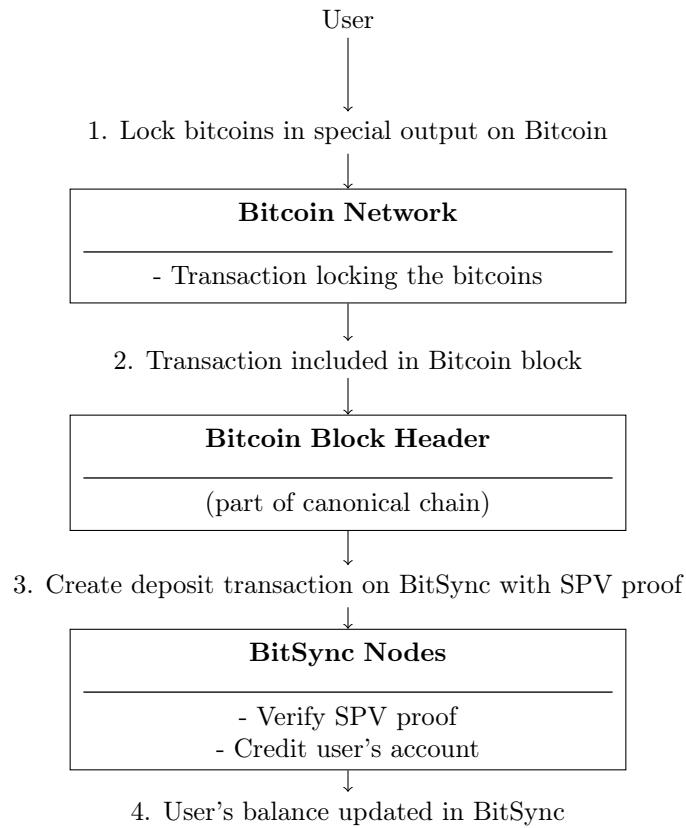 User
1. Lock bitcoins in special output on Bitcoin
Bitcoin Network
- Transaction locking the bitcoins
2. Transaction included in Bitcoin block
Bitcoin Block Header
(part of canonical chain)
3. Create deposit transaction on BitSync with SPV proof
BitSync Nodes
- Verify SPV proof
- Credit user's account
4. User's balance updated in BitSync